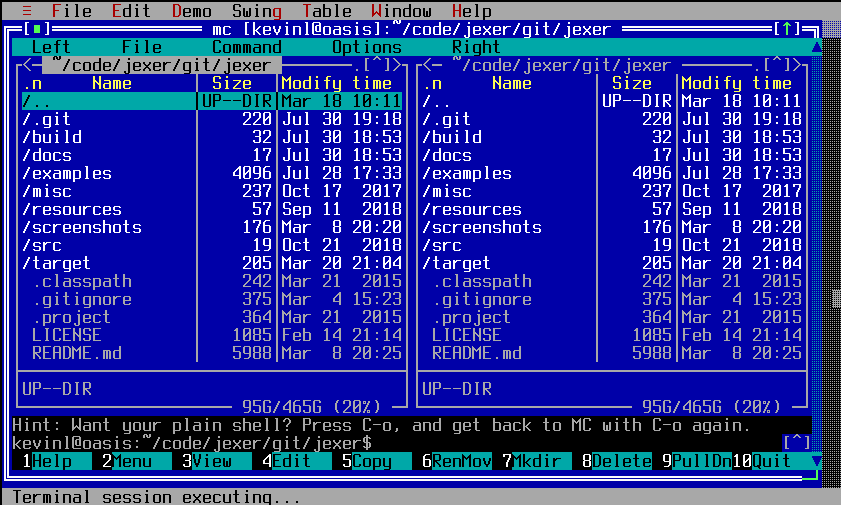 ≡ File Edit Demo Swing Table Window Help
mc [kevinl@oasis]:~/code/jexer/git/jexer [↑]
Left File Command Options Right
<─ ~/code/jexer/git/jexer .[^]> <─ ~/code/jexer/git/jexer .[^]>
.n Name Size Modify time .n Name Size Modify time
/.. UP--DIR Mar 18 10:11 /.. UP--DIR Mar 18 10:11
/.git 220 Jul 30 19:18 /.git 220 Jul 30 19:18
/build 32 Jul 30 18:53 /build 32 Jul 30 18:53
/docs 17 Jul 30 18:53 /docs 17 Jul 30 18:53
/examples 4096 Jul 28 17:33 /examples 4096 Jul 28 17:33
/misc 237 Oct 17 2017 /misc 237 Oct 17 2017
/resources 57 Sep 11 2018 /resources 57 Sep 11 2018
/screenshots 176 Mar 8 20:20 /screenshots 176 Mar 8 20:20
/src 19 Oct 21 2018 /src 19 Oct 21 2018
/target 205 Mar 20 21:04 /target 205 Mar 20 21:04
.classpath 242 Mar 21 2015 .classpath 242 Mar 21 2015
.gitignore 375 Mar 4 15:23 .gitignore 375 Mar 4 15:23
.project 364 Mar 21 2015 .project 364 Mar 21 2015
LICENSE 1085 Feb 14 21:14 LICENSE 1085 Feb 14 21:14
README.md 5988 Mar 8 20:25 README.md 5988 Mar 8 20:25
UP--DIR UP--DIR
95G/465G (20%) 95G/465G (20%)
Hint: Want your plain shell? Press C-o, and get back to MC with C-o again.
kevinl@oasis:~/code/jexer/git/jexer$ [^]
1Help 2Menu 3View 4Edit 5Copy 6RenMov 7Mkdir 8Delete 9PullDn 10Quit
Terminal session executing...